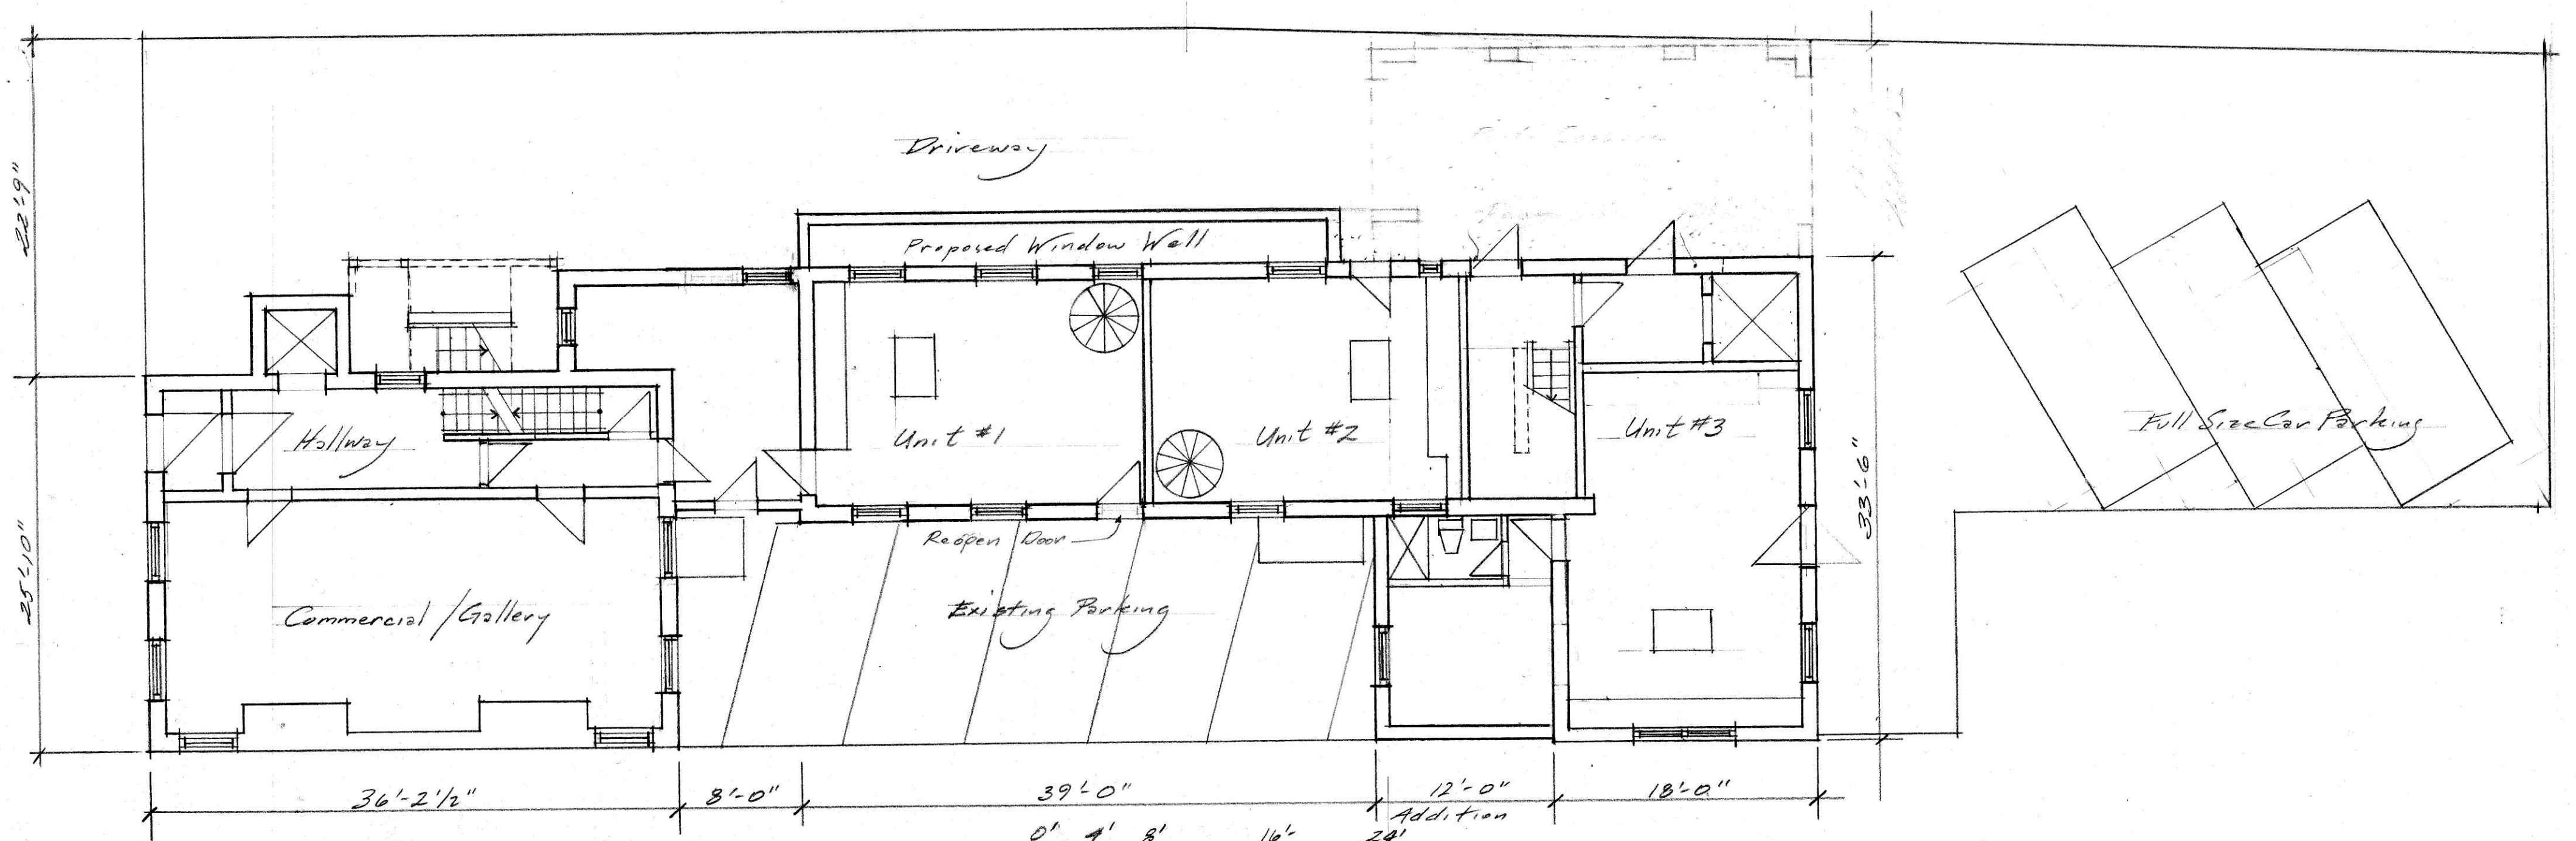 Driveway
22'-9"
Proposed Window Well
Hallway
Unit #1
Unit #2
Unit #3
Full Size Car Parking
33'-6"
Reopen Door
25'-10"
Commercial/Gallery
Existing Parking
36'-2 1/2"
8'-0"
39'-0"
12'-0"
18'-0"
Addition
0' 4' 8' 16' 24'